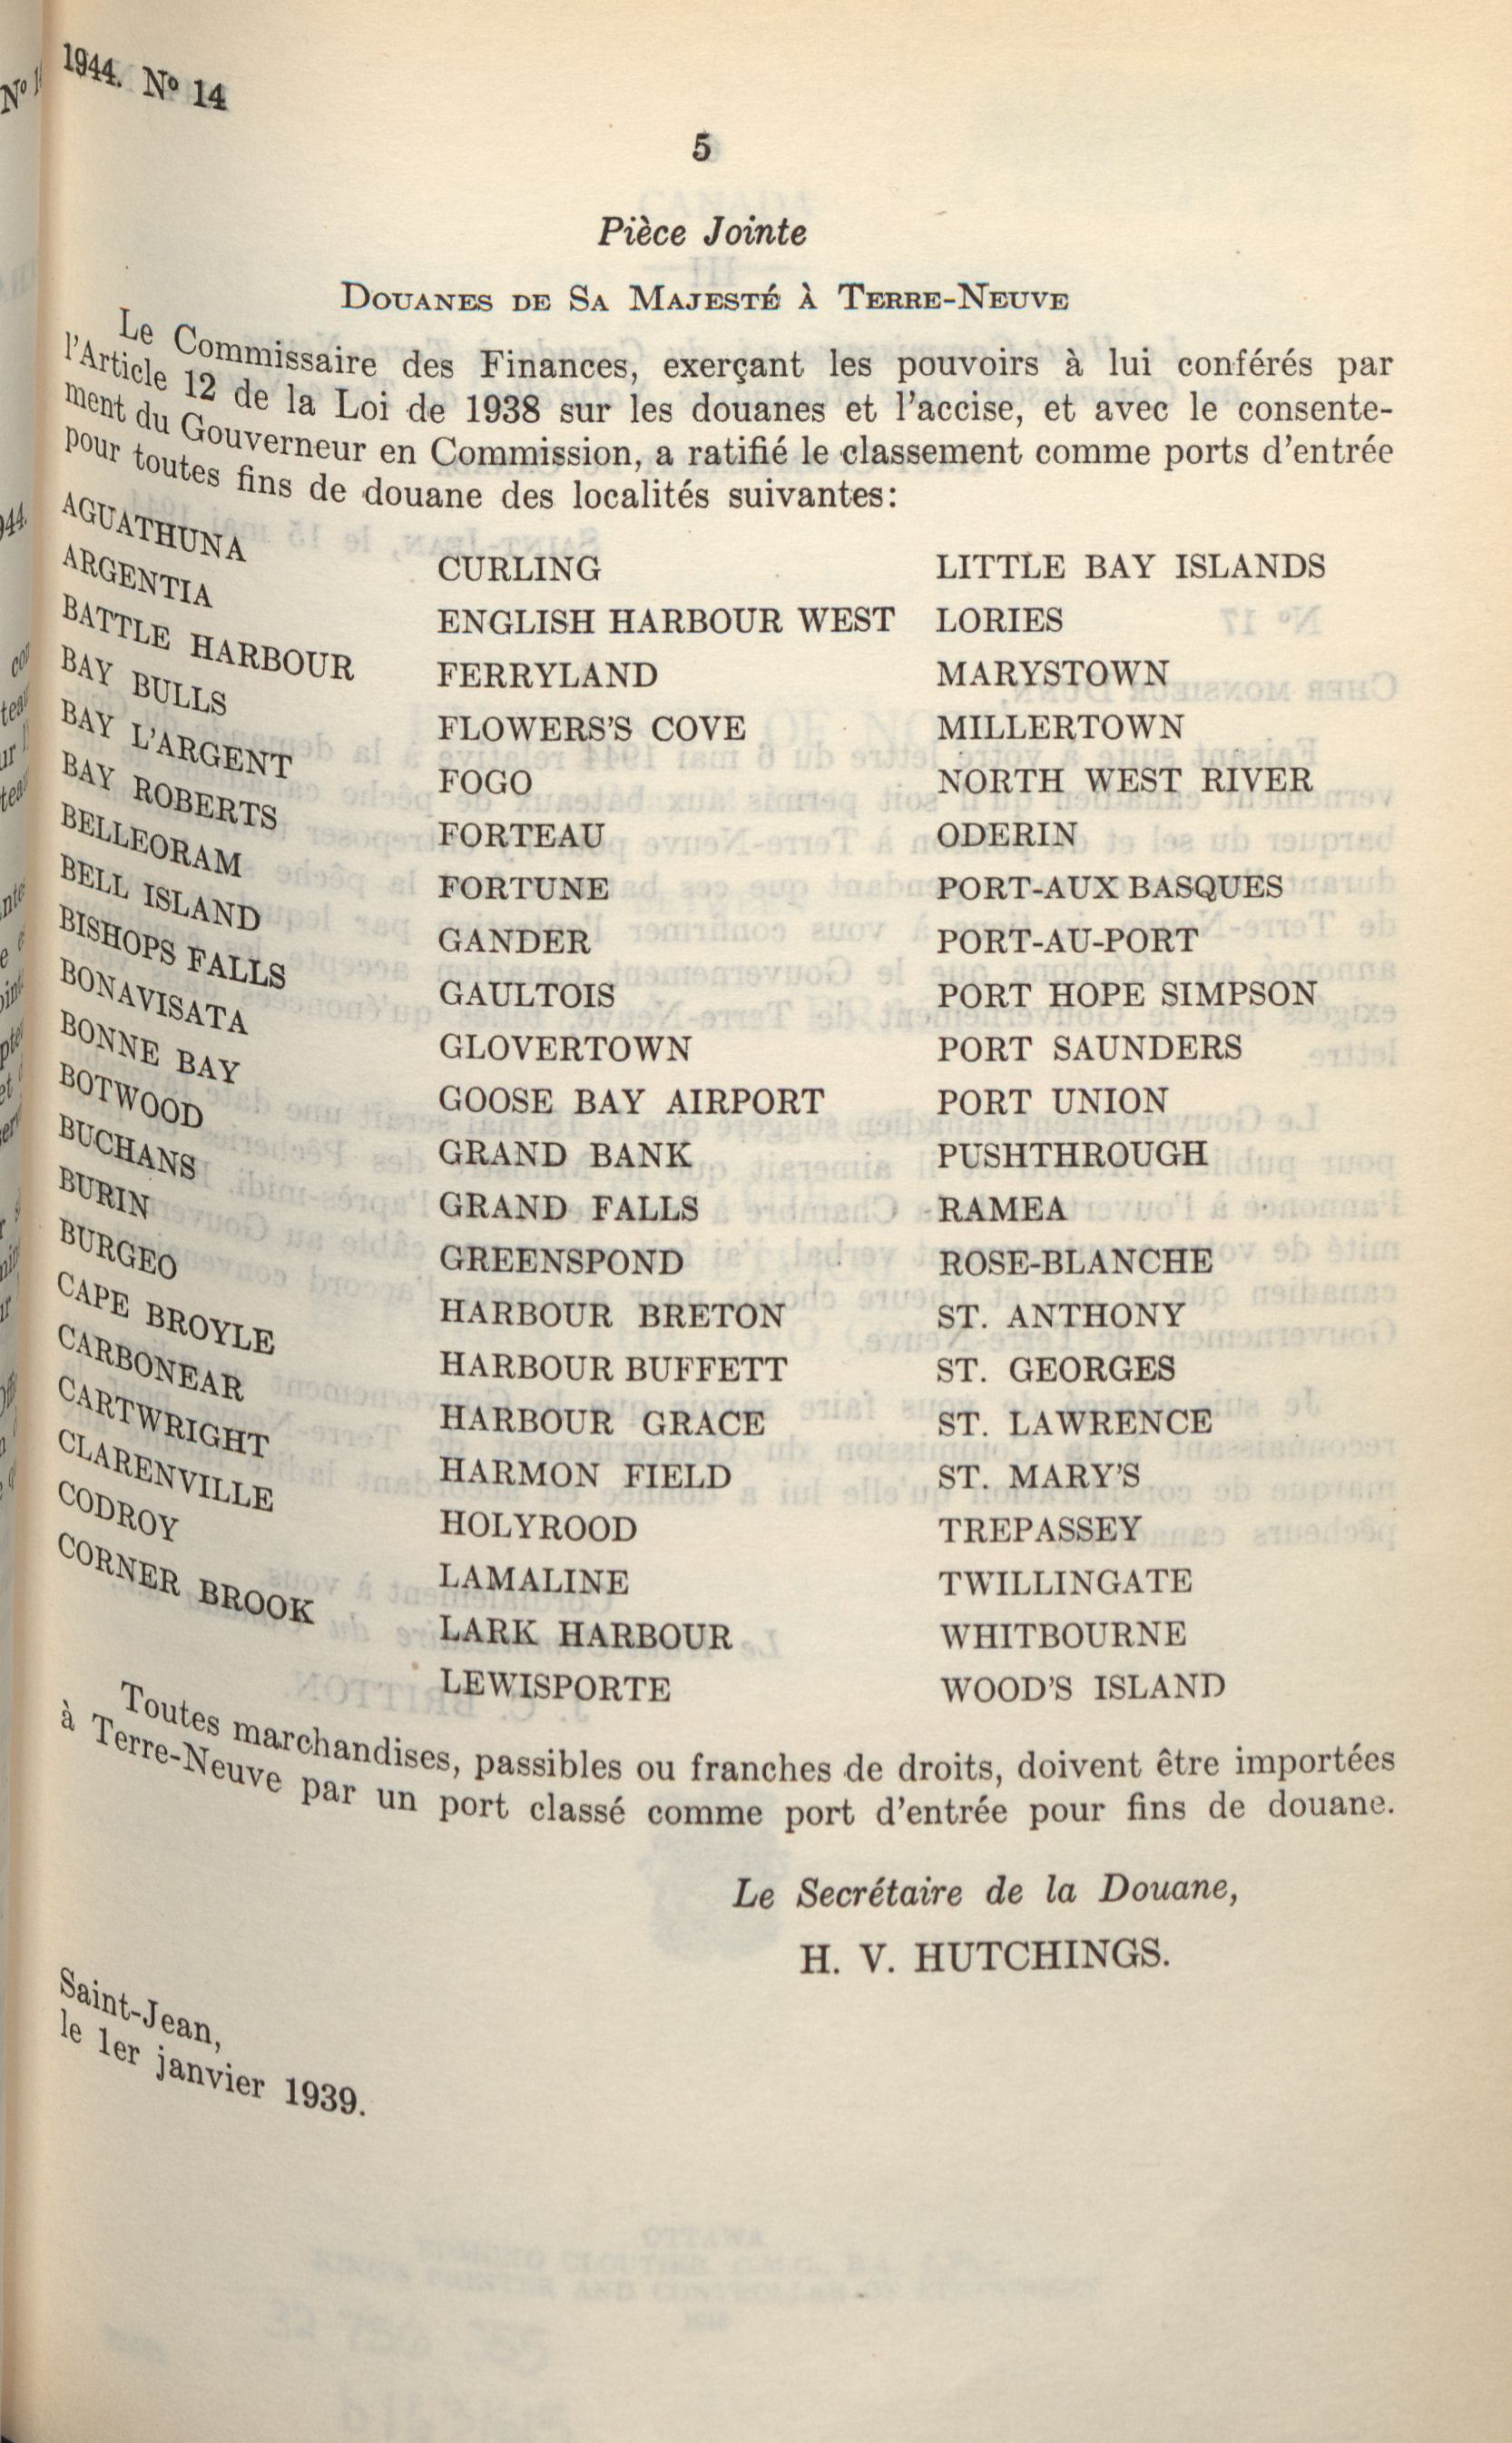 1944. Nº 14
5
Pièce Jointe
DOUANES DE SA MAJESTÉ À TERRE-NEUVE
Le Commissaire des Finances, exerçant les pouvoirs à lui conférés par
l'Article 12 de la Loi de 1938 sur les douanes et l'accise, et avec le consente-
ment du Gouverneur en Commission, a ratifié le classement comme ports d'entrée
pour toutes fins de douane des localités suivantes:
AGUATHUNA
ARGENTIA
BATTLE HARBOUR
BAY BULLS
BAY L'ARGENT
BAY ROBERTS
BELLEORAM
BELL ISLAND
BISHOPS FALLS
BONAVISATA
BONNE BAY
BOTWOOD
BUCHANS
BURIN
BURGEO
CAPE BROYLE
CARBONEAR
CARTWRIGHT
CLARENVILLE
CODROY
CORNER BROOK
CURLING
ENGLISH HARBOUR WEST
FERRYLAND
FLOWERS'S COVE
FOGO
FORTEAU
FORTUNE
GANDER
GAULTOIS
GLOVERTOWN
GOOSE BAY AIRPORT
GRAND BANK
GRAND FALLS
GREENSPOND
HARBOUR BRETON
HARBOUR BUFFETT
HARBOUR GRACE
HARMON FIELD
HOLYROOD
LAMALINE
LARK HARBOUR
LEWISPORTE
LITTLE BAY ISLANDS
LORIES
MARYSTOWN
MILLERTOWN
NORTH WEST RIVER
ODERIN
PORT-AUX BASQUES
PORT-AU-PORT
PORT HOPE SIMPSON
PORT SAUNDERS
PORT UNION
PUSHTHROUGH
RAMEA
ROSE-BLANCHE
ST. ANTHONY
ST. GEORGES
ST. LAWRENCE
ST. MARY'S
TREPASSEY
TWILLINGATE
WHITBOURNE
WOOD'S ISLAND
Toutes marchandises, passibles ou franches de droits, doivent être importées
à Terre-Neuve par un port classé comme port d'entrée pour fins de douane.
Le Secrétaire de la Douane,
H. V. HUTCHINGS.
Saint-Jean,
le 1er janvier 1939.